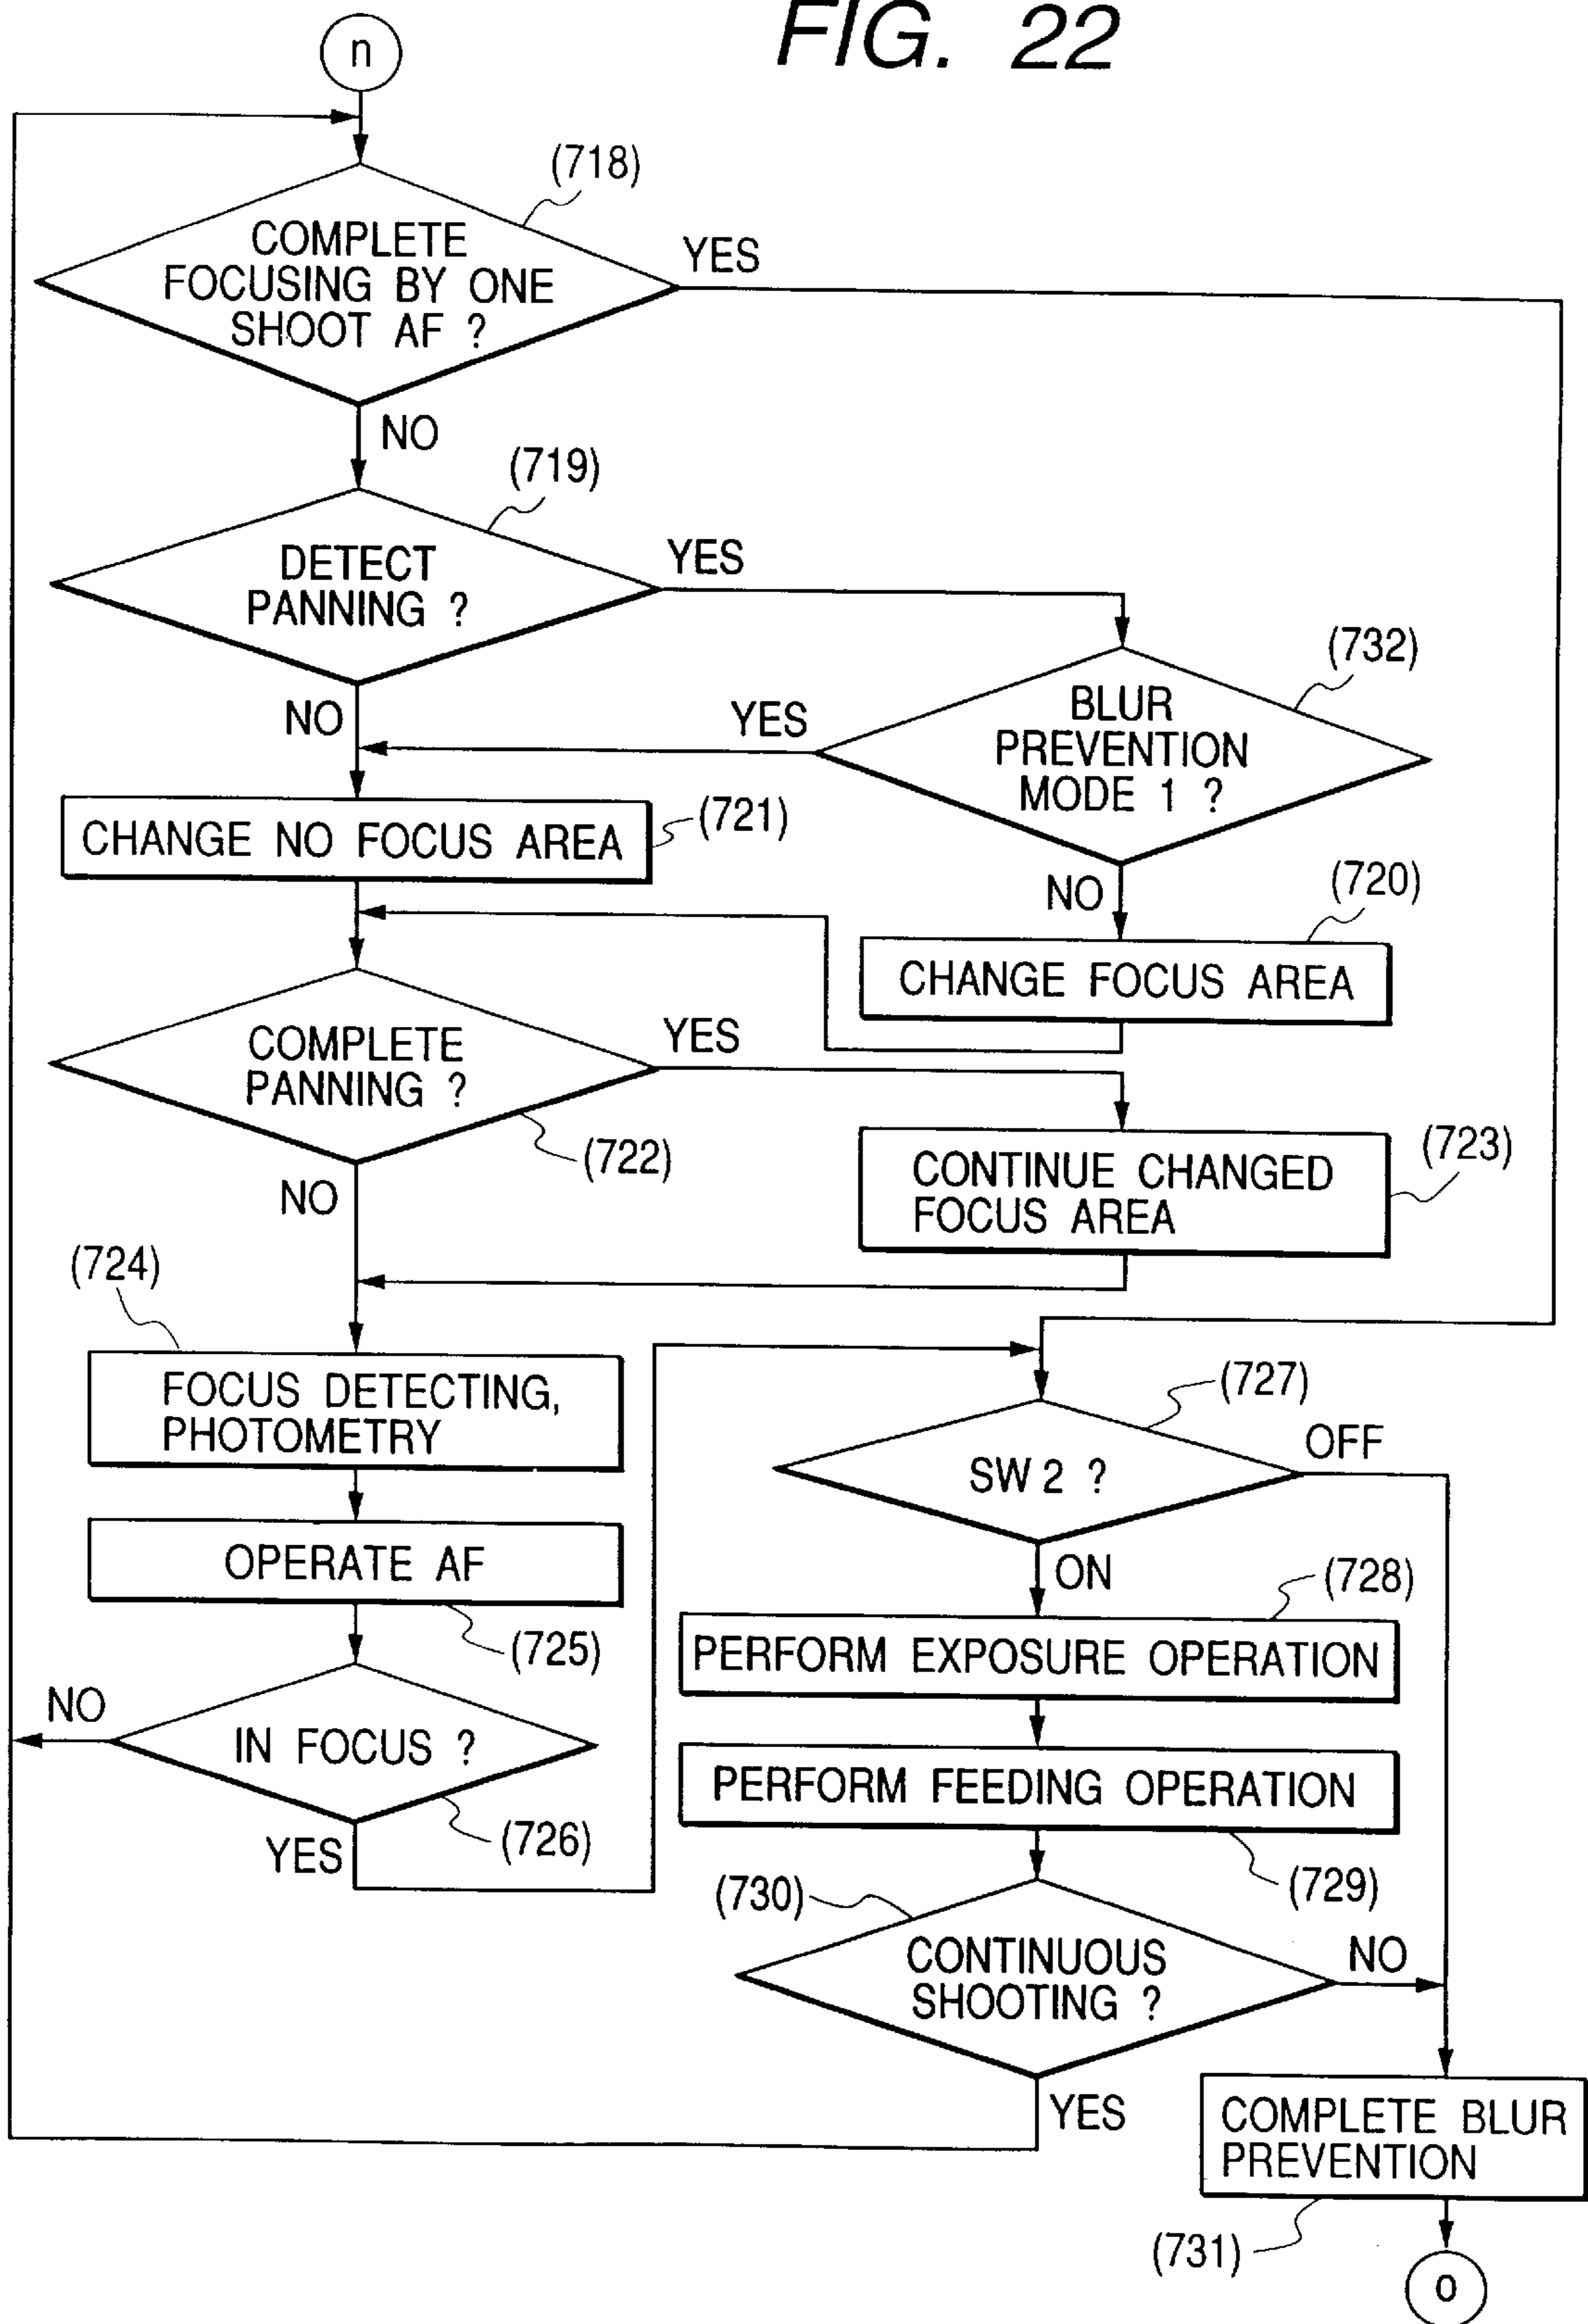 FIG. 22
n
(718)
COMPLETE
FOCUSING BY ONE
SHOOT AF ?
YES
NO
(719)
DETECT
PANNING ?
YES
(732)
BLUR
PREVENTION
MODE 1 ?
YES
NO
NO
CHANGE NO FOCUS AREA
(721)
(720)
CHANGE FOCUS AREA
COMPLETE
PANNING ?
YES
(722)
NO
(723)
CONTINUE CHANGED
FOCUS AREA
(724)
FOCUS DETECTING,
PHOTOMETRY
OPERATE AF
(725)
IN FOCUS ?
NO
(726)
YES
(727)
SW 2 ?
OFF
ON
(728)
PERFORM EXPOSURE OPERATION
PERFORM FEEDING OPERATION
(729)
(730)
CONTINUOUS
SHOOTING ?
NO
YES
COMPLETE BLUR
PREVENTION
(731)
o